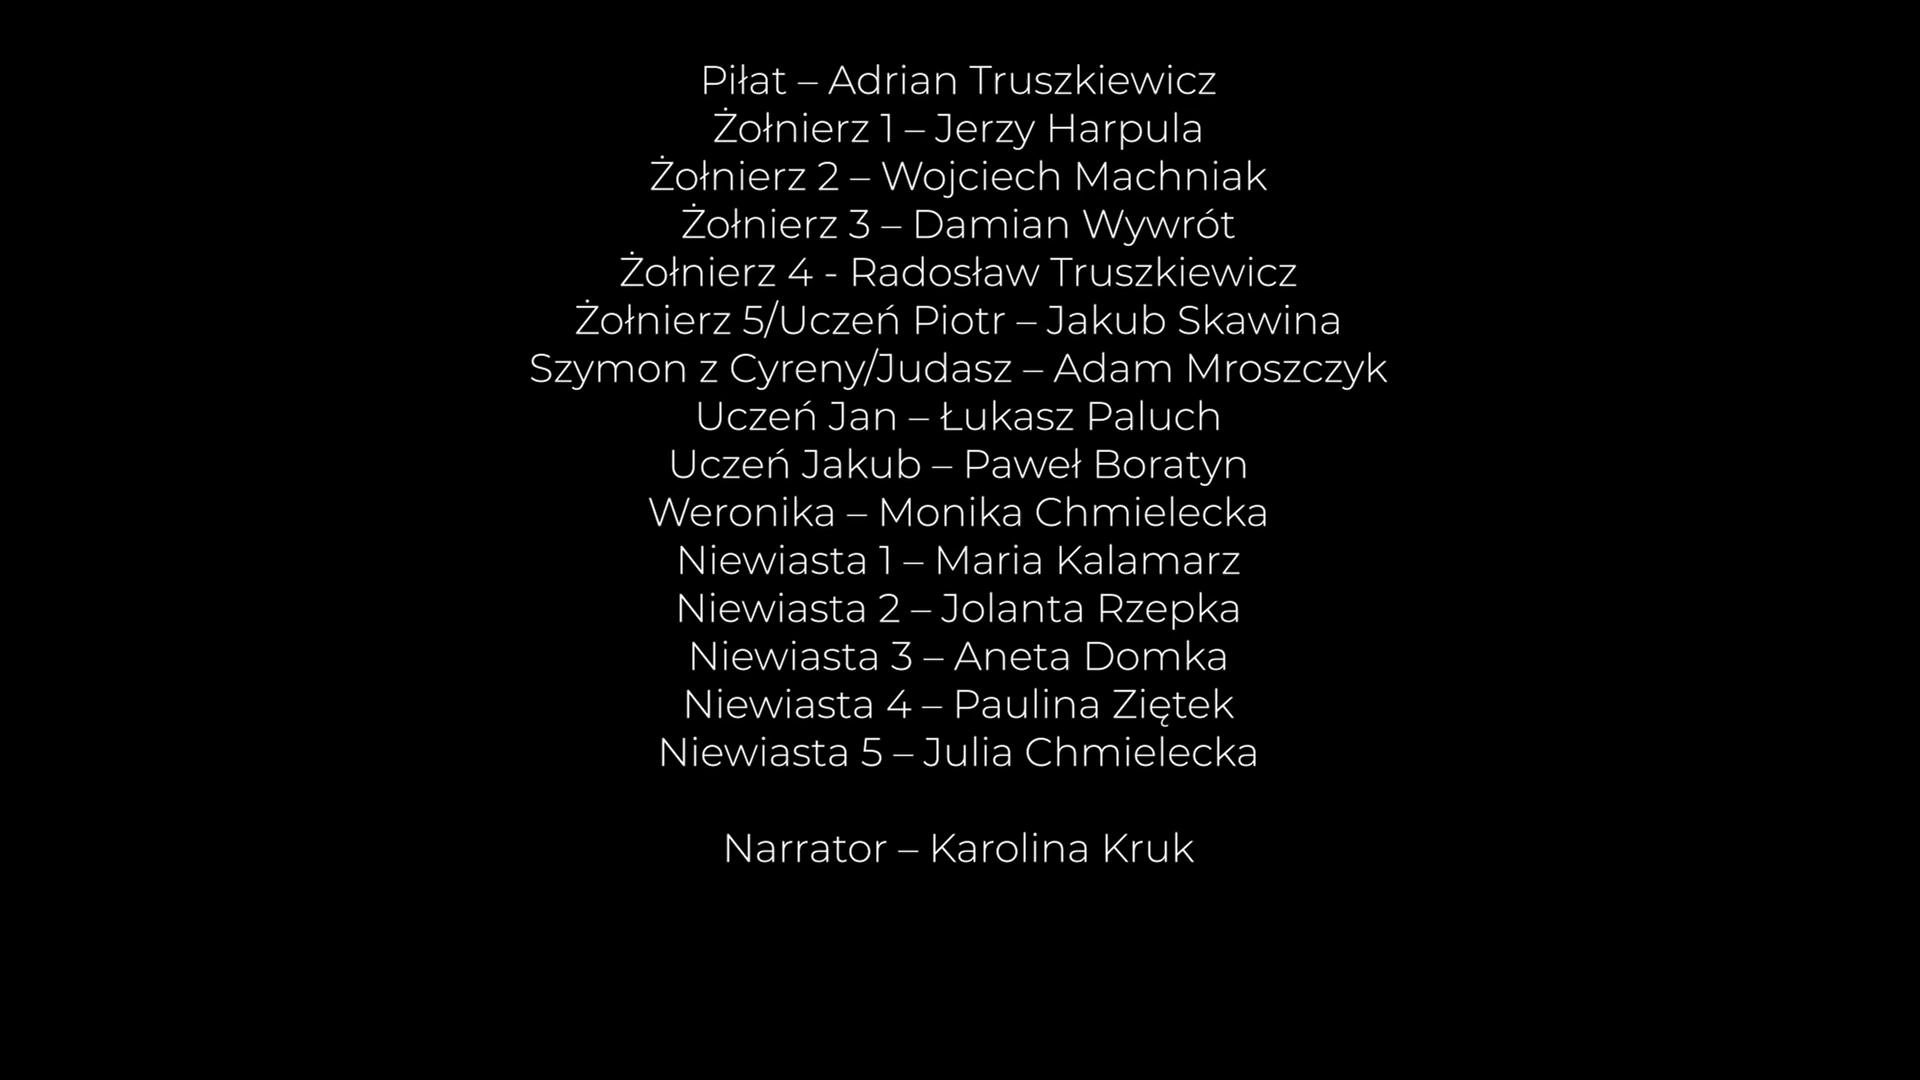 Piłat – Adrian Truszkiewicz
Żołnierz 1 – Jerzy Harpula
Żołnierz 2 – Wojciech Machniak
Żołnierz 3 – Damian Wywrót
Żołnierz 4 - Radosław Truszkiewicz
Żołnierz 5/Uczeń Piotr – Jakub Skawina
Szymon z Cyreny/Judasz – Adam Mroszczyk
Uczeń Jan – Łukasz Paluch
Uczeń Jakub – Paweł Boratyn
Weronika – Monika Chmielecka
Niewiasta 1 – Maria Kalamarz
Niewiasta 2 – Jolanta Rzepka
Niewiasta 3 – Aneta Domka
Niewiasta 4 – Paulina Ziętek
Niewiasta 5 – Julia Chmielecka
Narrator – Karolina Kruk